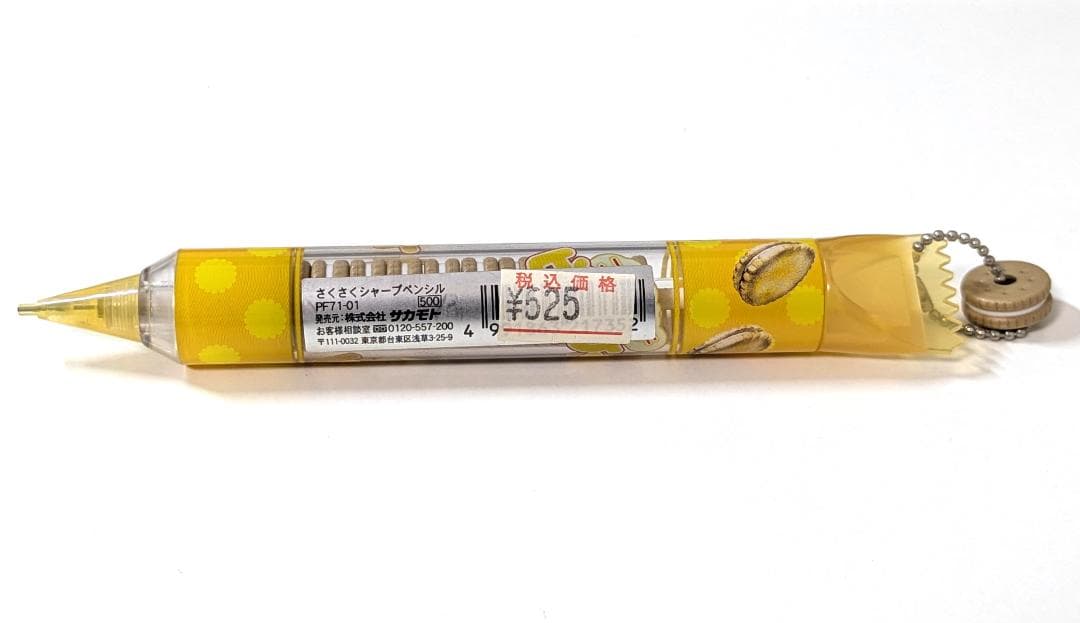 さくさくシャープペンシル
PF71-01
500
発売元:株式会社 サカモト
お客様相談室 0120-557-200
〒111-0032 東京都台東区浅草3-25-9
税込価格
¥525
4 9